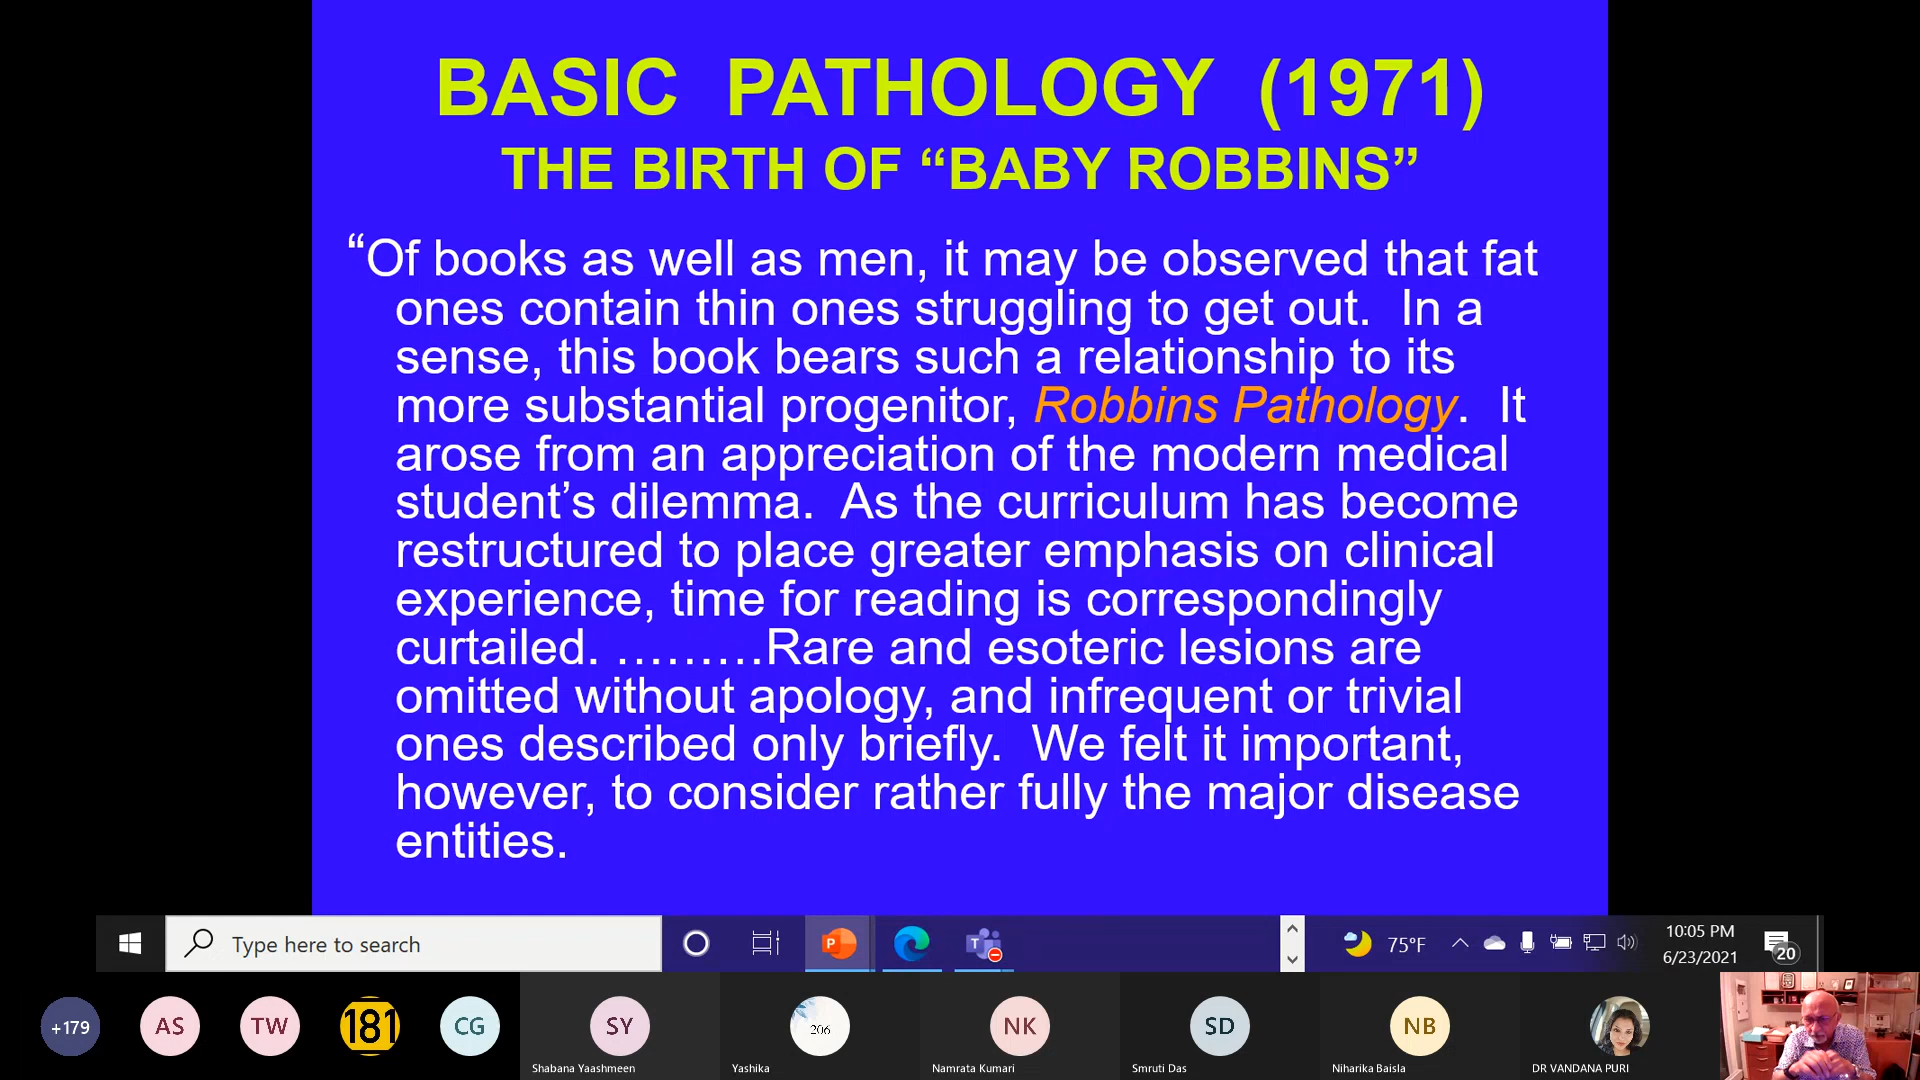 BASIC PATHOLOGY (1971)
THE BIRTH OF “BABY ROBBINS”
“Of books as well as men, it may be observed that fat
ones contain thin ones struggling to get out. In a
sense, this book bears such a relationship to its
more substantial progenitor, Robbins Pathology. It
arose from an appreciation of the modern medical
student’s dilemma. As the curriculum has become
restructured to place greater emphasis on clinical
experience, time for reading is correspondingly
curtailed. ………Rare and esoteric lesions are
omitted without apology, and infrequent or trivial
ones described only briefly. We felt it important,
however, to consider rather fully the major disease
entities.
Type here to search
75°F
10:05 PM
6/23/2021
20
+179
AS
TW
181
CG
SY
206
NK
SD
NB
Shabana Yaashmeen
Yashika
Namrata Kumari
Smruti Das
Niharika Baisla
DR VANDANA PURI